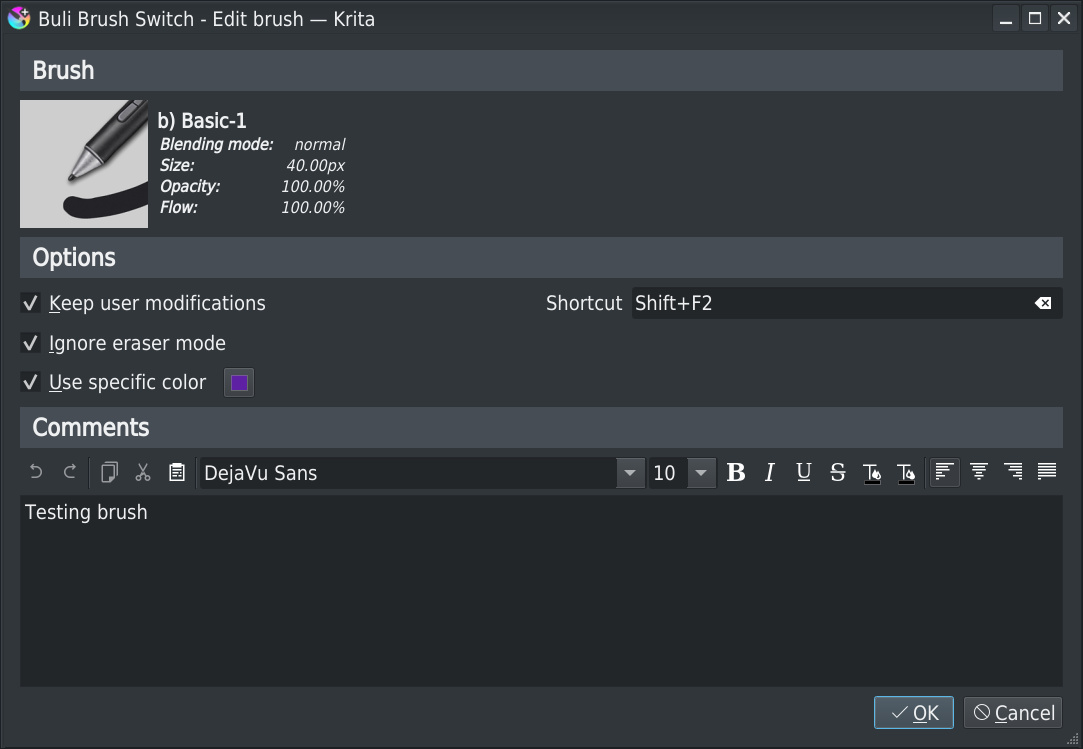 Buli Brush Switch - Edit brush — Krita
Brush
b) Basic-1
Blending mode: normal
Size: 40.00px
Opacity: 100.00%
Flow: 100.00%
Options
Keep user modifications Shortcut Shift+F2
Ignore eraser mode
Use specific color
Comments
DejaVu Sans 10 B I U S T T
Testing brush
OK Cancel